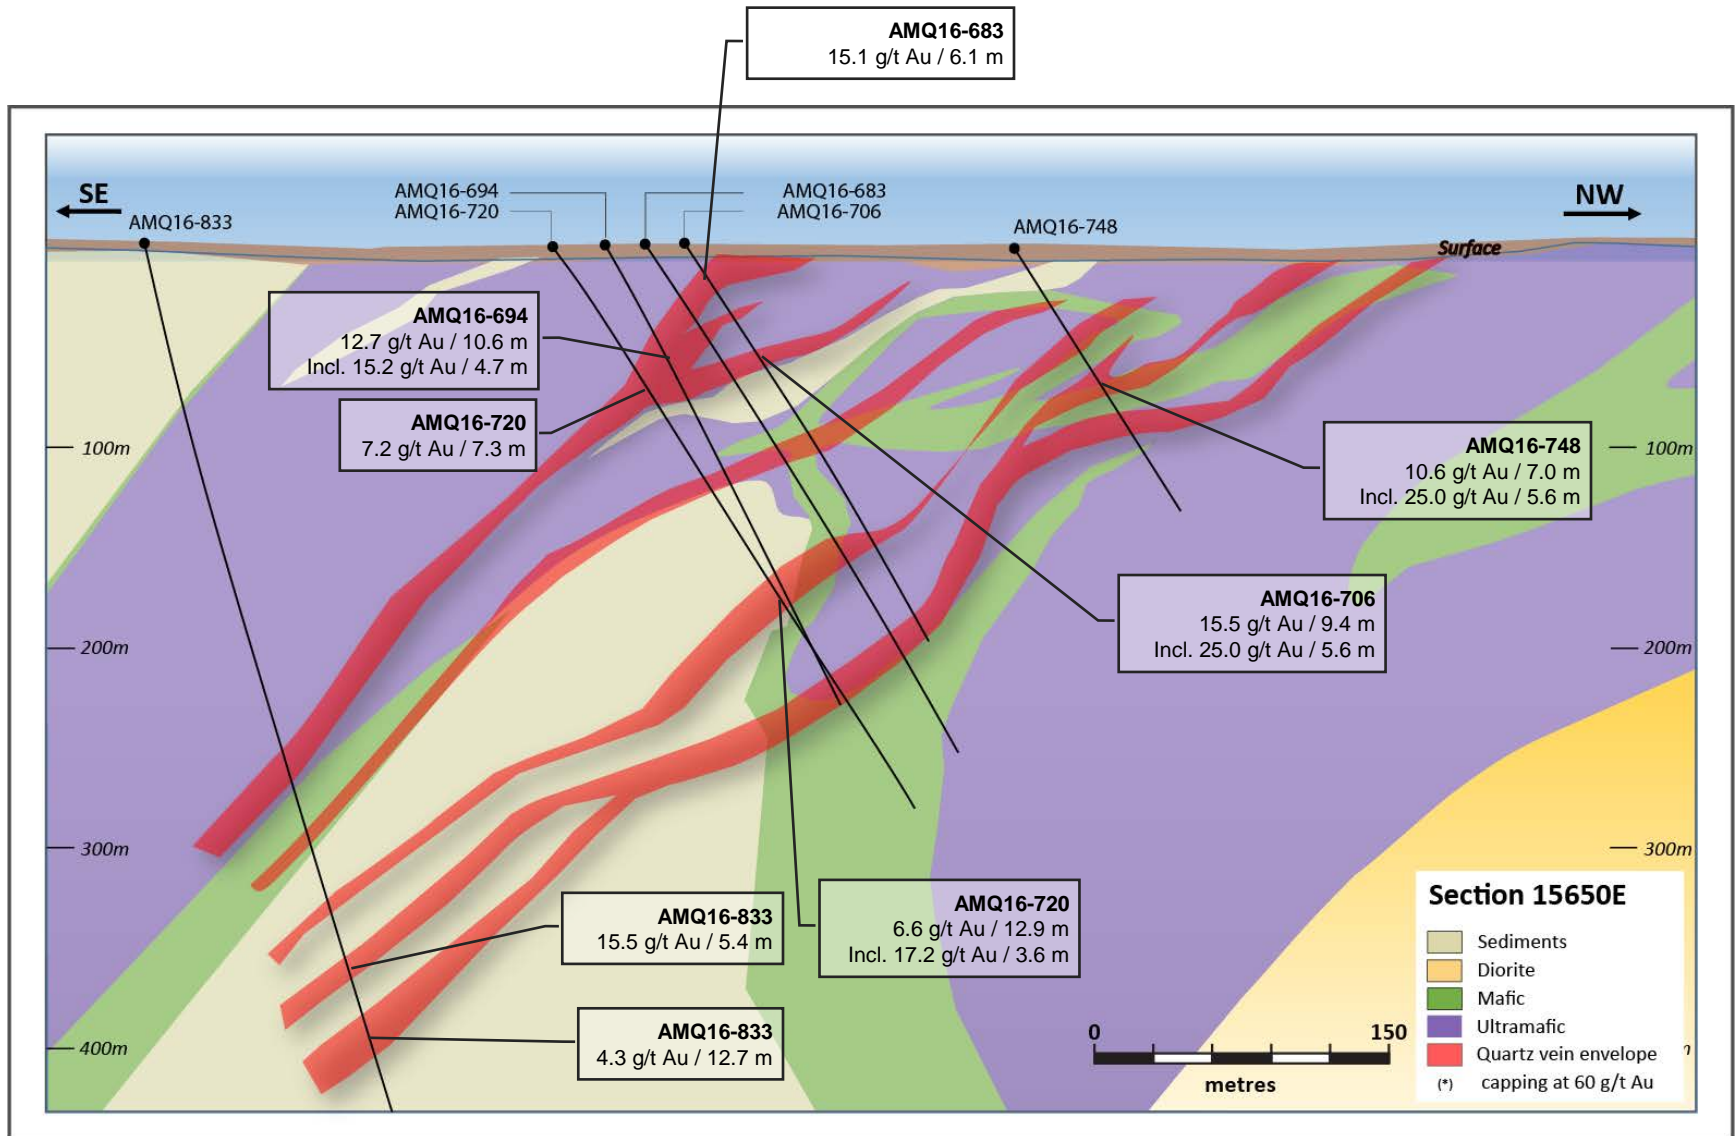 AMQ16-683
15.1 g/t Au / 6.1 m
SE
NW
AMQ16-694
AMQ16-720
AMQ16-683
AMQ16-706
AMQ16-833
AMQ16-748
Surface
AMQ16-694
12.7 g/t Au / 10.6 m
Incl. 15.2 g/t Au / 4.7 m
AMQ16-720
7.2 g/t Au / 7.3 m
100m
100m
AMQ16-748
10.6 g/t Au / 7.0 m
Incl. 25.0 g/t Au / 5.6 m
AMQ16-706
15.5 g/t Au / 9.4 m
Incl. 25.0 g/t Au / 5.6 m
200m
200m
300m
300m
AMQ16-833
15.5 g/t Au / 5.4 m
AMQ16-720
6.6 g/t Au / 12.9 m
Incl. 17.2 g/t Au / 3.6 m
AMQ16-833
4.3 g/t Au / 12.7 m
400m
0
150
metres
Section 15650E
Sediments
Diorite
Mafic
Ultramafic
Quartz vein envelope
(*) capping at 60 g/t Au